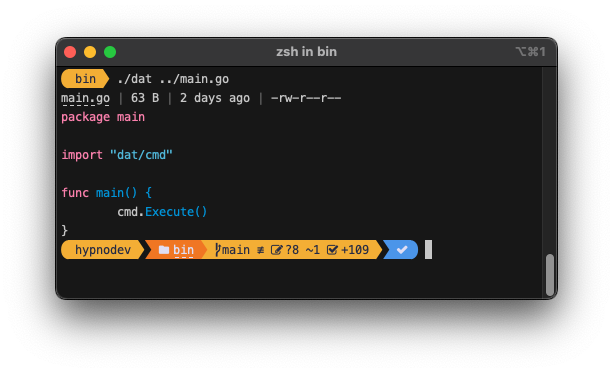 zsh in bin
⌥⌘1
bin ./dat ../main.go
main.go | 63 B | 2 days ago | -rw-r--r--
package main
import "dat/cmd"
func main() {
cmd.Execute()
}
hypnodev bin main ≢ ?8 ~1 +109